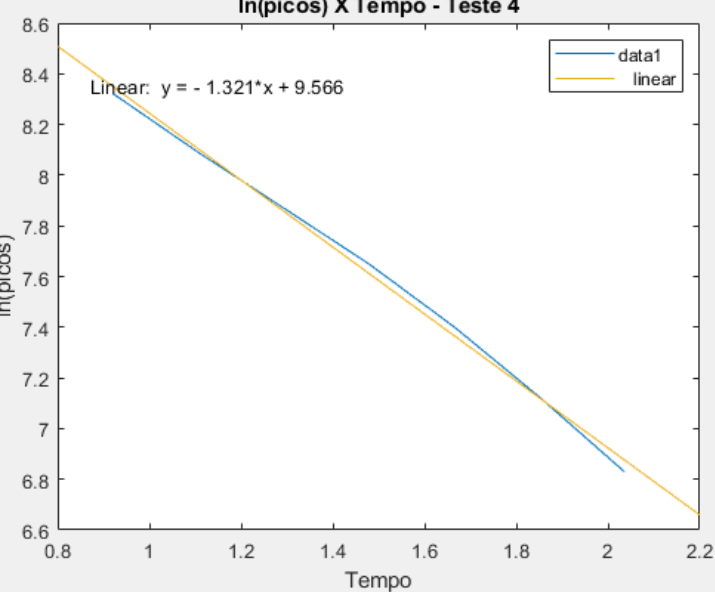 ln(picos) X Tempo - Teste 4
8.6
8.4
8.2
8
7.8
7.6
7.4
7.2
7
6.8
6.6
ln(picos)
Linear: y = - 1.321*x + 9.566
data1
linear
0.8 1 1.2 1.4 1.6 1.8 2 2.2
Tempo